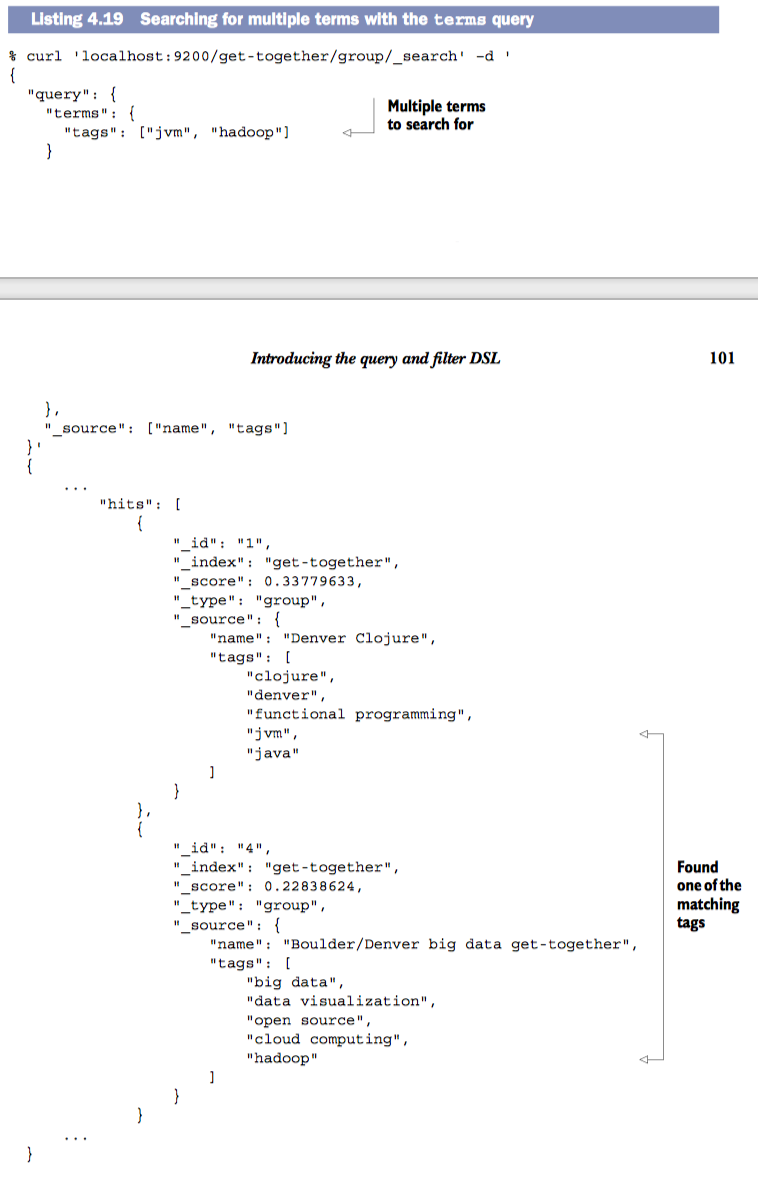 Listing 4.19 Searching for multiple terms with the terms query
% curl 'localhost:9200/get-together/group/_search' -d '
{
"query": {
"terms": {
"tags": ["jvm", "hadoop"]
}
Multiple terms
to search for
Introducing the query and filter DSL 101
},
"_source": ["name", "tags"]
}'
{
...
"hits": [
{
"_id": "1",
"_index": "get-together",
"_score": 0.33779633,
"_type": "group",
"_source": {
"name": "Denver Clojure",
"tags": [
"clojure",
"denver",
"functional programming",
"jvm",
"java"
]
}
},
{
"_id": "4",
"_index": "get-together",
"_score": 0.22838624,
"_type": "group",
"_source": {
"name": "Boulder/Denver big data get-together",
"tags": [
"big data",
"data visualization",
"open source",
"cloud computing",
"hadoop"
]
}
}
...
}
Found
one of the
matching
tags